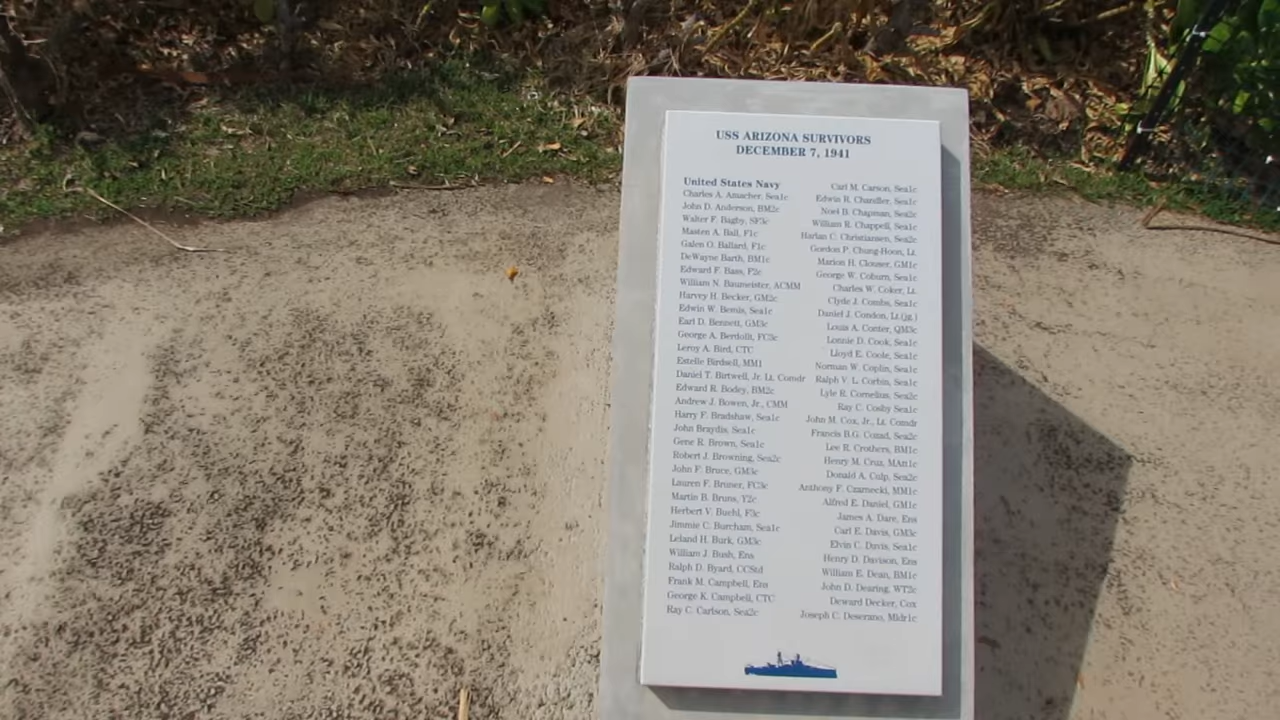 USS ARIZONA SURVIVORS
DECEMBER 7, 1941
United States Navy
Charles A. Amacher, Sea1c
John D. Anderson, BM2c
Walter F. Bagby, SF3c
Masten A. Ball, F1c
Galen O. Ballard, F1c
DeWayne Barth, BM1c
Edward F. Bass, F2c
William N. Baumeister, ACMM
Harvey H. Becker, GM2c
Edwin W. Bemis, Sea1c
Earl D. Bennett, GM3c
George A. Berdollt, FC3c
Leroy A. Bird, CTC
Estelle Birdsell, MM1
Daniel T. Birtwell, Jr. Lt. Comdr
Edward R. Bodey, BM2c
Andrew J. Bowen, Jr., CMM
Harry F. Bradshaw, Sea1c
John Braydis, Sea1c
Gene R. Brown, Sea1c
Robert J. Browning, Sea2c
John F. Bruce, GM3c
Lauren F. Bruner, FC3c
Martin B. Bruns, Y2c
Herbert V. Buehl, F3c
Jimmie C. Burcham, Sea1c
Leland H. Burk, GM3c
William J. Bush, Ens
Ralph D. Byard, CCStd
Frank M. Campbell, Ens
George K. Campbell, CTC
Ray C. Carlson, Sea2c
Carl M. Carson, Sea1c
Edwin R. Chandler, Sea1c
Noel B. Chapman, Sea2c
William R. Chappell, Sea1c
Harlan C. Christiansen, Sea2c
Gordon P. Chung-Hoon, Lt.
Marion H. Clouser, GM1c
George W. Coburn, Sea1c
Charles W. Coker, Lt.
Clyde J. Combs, Sea1c
Daniel J. Condon, Lt.(jg.)
Louis A. Conter, QM3c
Lonnie D. Cook, Sea1c
Lloyd E. Coole, Sea1c
Norman W. Coplin, Sea1c
Ralph V. L. Corbin, Sea1c
Lyle R. Cornelius, Sea2c
Ray C. Cosby Sea1c
John M. Cox, Jr., Lt. Comdr
Francis B.G. Cozad, Sea2c
Lee R. Crothers, BM1c
Henry M. Cruz, MAtt1c
Donald A. Culp, Sea2c
Anthony F. Czarnecki, MM1c
Alfred E. Daniel, GM1c
James A. Dare, Ens
Carl E. Davis, GM3c
Elvin C. Davis, Sea1c
Henry D. Davison, Ens
William E. Dean, BM1c
John D. Dearing, WT2c
Deward Decker, Cox
Joseph C. Deserano, Mldr1c